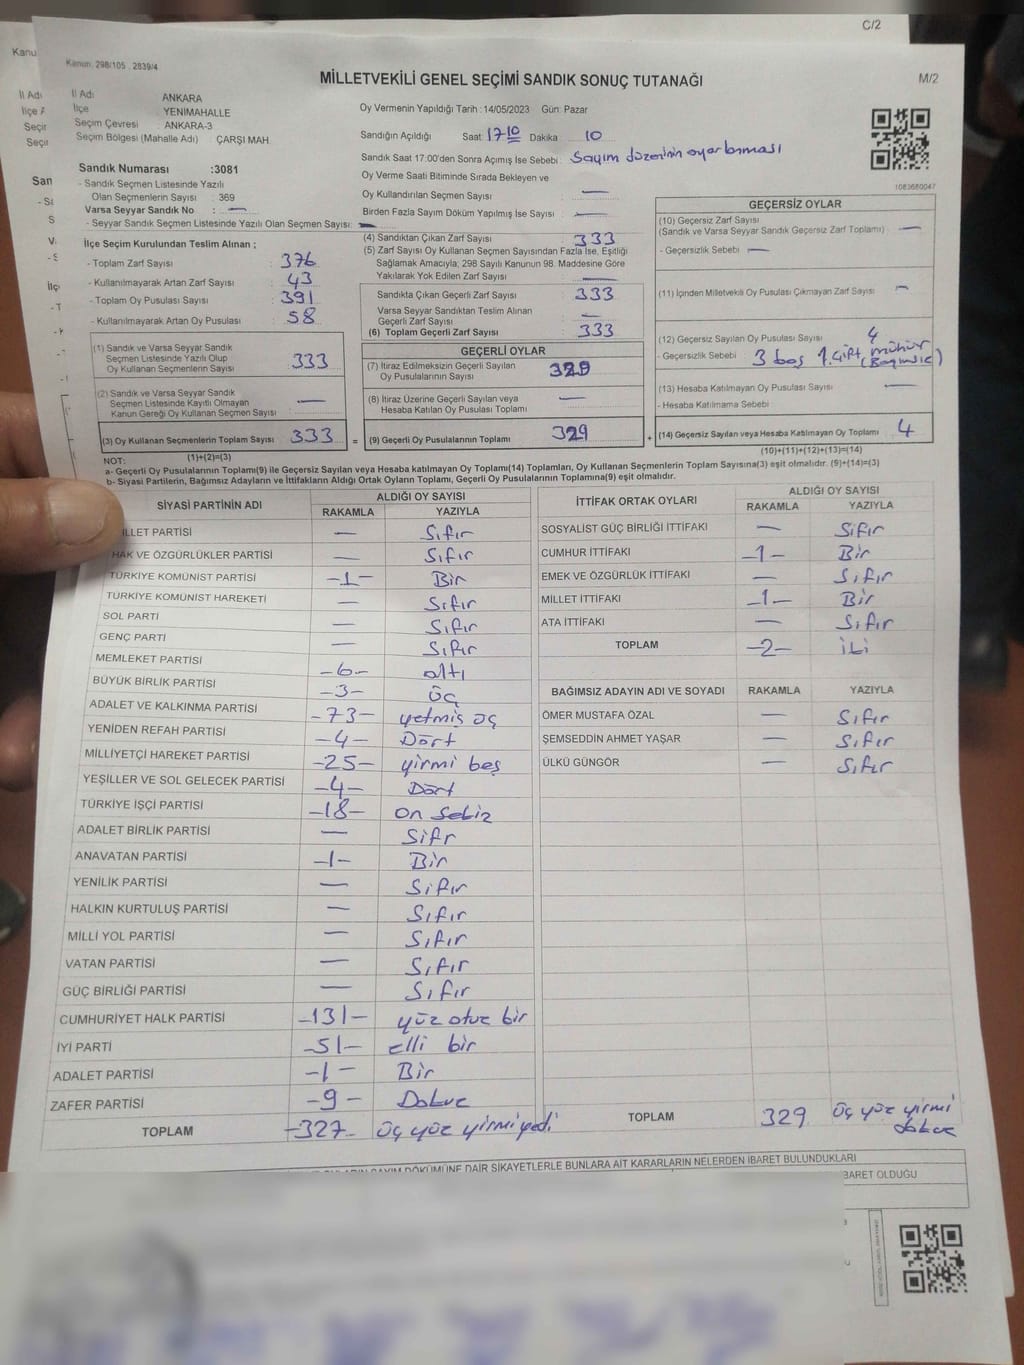 C/2
Kanu
Kanun. 298/105 . 2839/4
MİLLETVEKİLİ GENEL SEÇİMİ SANDIK SONUÇ TUTANAĞI
M/2
İl Adı
İl Adı ANKARA
İlçe YENİMAHALLE
Seçim Çevresi ANKARA-3
Seçim Bölgesi (Mahalle Adı) ÇARŞI MAH.
Oy Vermenin Yapıldığı Tarih : 14/05/2023 Gün: Pazar
Sandığın Açıldığı Saat 17 10 Dakika 10
Sandık Saat 17:00'den Sonra Açımış İse Sebebi : Sayım düzeninin ayarlanması
Oy Verme Saati Bitiminde Sırada Bekleyen ve
Oy Kullandırılan Seçmen Sayısı : —
Birden Fazla Sayım Döküm Yapılmış İse Sayısı : —
1083680047
Sandık Numarası :3081
- Sandık Seçmen Listesinde Yazılı
Olan Seçmenlerin Sayısı : 369
Varsa Seyyar Sandık No : —
- Seyyar Sandık Seçmen Listesinde Yazılı Olan Seçmen Sayısı: —
İlçe Seçim Kurulundan Teslim Alınan ;
- Toplam Zarf Sayısı : 376
- Kullanılmayarak Artan Zarf Sayısı : 43
- Toplam Oy Pusulası Sayısı : 391
- Kullanılmayarak Artan Oy Pusulası : 58
(1) Sandık ve Varsa Seyyar Sandık
Seçmen Listesinde Yazılı Olup
Oy Kullanan Seçmenlerin Sayısı 333
(2) Sandık ve Varsa Seyyar Sandık
Seçmen Listesinde Kayıtlı Olmayan
Kanun Gereği Oy Kullanan Seçmen Sayısı —
(3) Oy Kullanan Seçmenlerin Toplam Sayısı 333 =
(1)+(2)=(3)
(4) Sandıktan Çıkan Zarf Sayısı : 333
(5) Zarf Sayısı Oy Kullanan Seçmen Sayısından Fazla İse, Eşitliği
Sağlamak Amacıyla; 298 Sayılı Kanunun 98. Maddesine Göre
Yakılarak Yok Edilen Zarf Sayısı : —
Sandıkta Çıkan Geçerli Zarf Sayısı : 333
Varsa Seyyar Sandıktan Teslim Alınan
Geçerli Zarf Sayısı : —
(6) Toplam Geçerli Zarf Sayısı : 333
GEÇERLİ OYLAR
(7) İtiraz Edilmeksizin Geçerli Sayılan
Oy Pusulalarının Sayısı : 329
(8) İtiraz Üzerine Geçerli Sayılan veya
Hesaba Katılan Oy Pusulası Toplamı : —
(9) Geçerli Oy Pusulalarının Toplamı 329 +
GEÇERSİZ OYLAR
(10) Geçersiz Zarf Sayısı
(Sandık ve Varsa Seyyar Sandık Geçersiz Zarf Toplamı) : —
- Geçersizlik Sebebi : —
(11) İçinden Milletvekili Oy Pusulası Çıkmayan Zarf Sayısı : —
(12) Geçersiz Sayılan Oy Pusulası Sayısı : 4
- Geçersizlik Sebebi : 3 boş 1 çift mühür
(Bağımsız)
(13) Hesaba Katılmayan Oy Pusulası Sayısı : —
- Hesaba Katılmama Sebebi
(14) Geçersiz Sayılan veya Hesaba Katılmayan Oy Toplamı 4
(10)+(11)+(12)+(13)=(14)
NOT:
a- Geçerli Oy Pusulalarının Toplamı(9) ile Geçersiz Sayılan veya Hesaba katılmayan Oy Toplamı(14) Toplamları, Oy Kullanan Seçmenlerin Toplam Sayısına(3) eşit olmalıdır. (9)+(14)=(3)
b- Siyasi Partilerin, Bağımsız Adayların ve İttifakların Aldığı Ortak Oyların Toplamı, Geçerli Oy Pusulalarının Toplamına(9) eşit olmalıdır.
SİYASİ PARTİNİN ADI ALDIĞI OY SAYISI
RAKAMLA YAZIYLA
İLLET PARTİSİ — Sıfır
HAK VE ÖZGÜRLÜKLER PARTİSİ — Sıfır
TÜRKİYE KOMÜNİST PARTİSİ -1- Bir
TÜRKİYE KOMÜNİST HAREKETİ — Sıfır
SOL PARTİ — Sıfır
GENÇ PARTİ — Sıfır
MEMLEKET PARTİSİ -6- altı
BÜYÜK BİRLİK PARTİSİ -3- üç
ADALET VE KALKINMA PARTİSİ -73- yetmiş üç
YENİDEN REFAH PARTİSİ -4- Dört
MİLLİYETÇİ HAREKET PARTİSİ -25- yirmi beş
YEŞİLLER VE SOL GELECEK PARTİSİ -4- Dört
TÜRKİYE İŞÇİ PARTİSİ -18- on sekiz
ADALET BİRLİK PARTİSİ — Sıfr
ANAVATAN PARTİSİ -1- Bir
YENİLİK PARTİSİ — Sıfır
HALKIN KURTULUŞ PARTİSİ — Sıfır
MİLLİ YOL PARTİSİ — Sıfır
VATAN PARTİSİ — Sıfır
GÜÇ BİRLİĞİ PARTİSİ — Sıfır
CUMHURİYET HALK PARTİSİ -131- yüz otuz bir
İYİ PARTİ -51- elli bir
ADALET PARTİSİ -1- Bir
ZAFER PARTİSİ -9- Dokuz
TOPLAM -327- üç yüz yirmi yedi
İTTİFAK ORTAK OYLARI ALDIĞI OY SAYISI
RAKAMLA YAZIYLA
SOSYALİST GÜÇ BİRLİĞİ İTTİFAKI — Sıfır
CUMHUR İTTİFAKI -1- Bir
EMEK VE ÖZGÜRLÜK İTTİFAKI — Sıfır
MİLLET İTTİFAKI -1- Bir
ATA İTTİFAKI — Sıfır
TOPLAM -2- iki
BAĞIMSIZ ADAYIN ADI VE SOYADI RAKAMLA YAZIYLA
ÖMER MUSTAFA ÖZAL — Sıfır
ŞEMSEDDİN AHMET YAŞAR — Sıfır
ÜLKÜ GÜNGÖR — Sıfır
TOPLAM 329 üç yüz yirmi
dokuz
SAYIM DÖKÜMÜNE DAİR ŞİKAYETLERLE BUNLARA AİT KARARLARIN NELERDEN İBARET BULUNDUKLARI
İBARET OLDUĞU